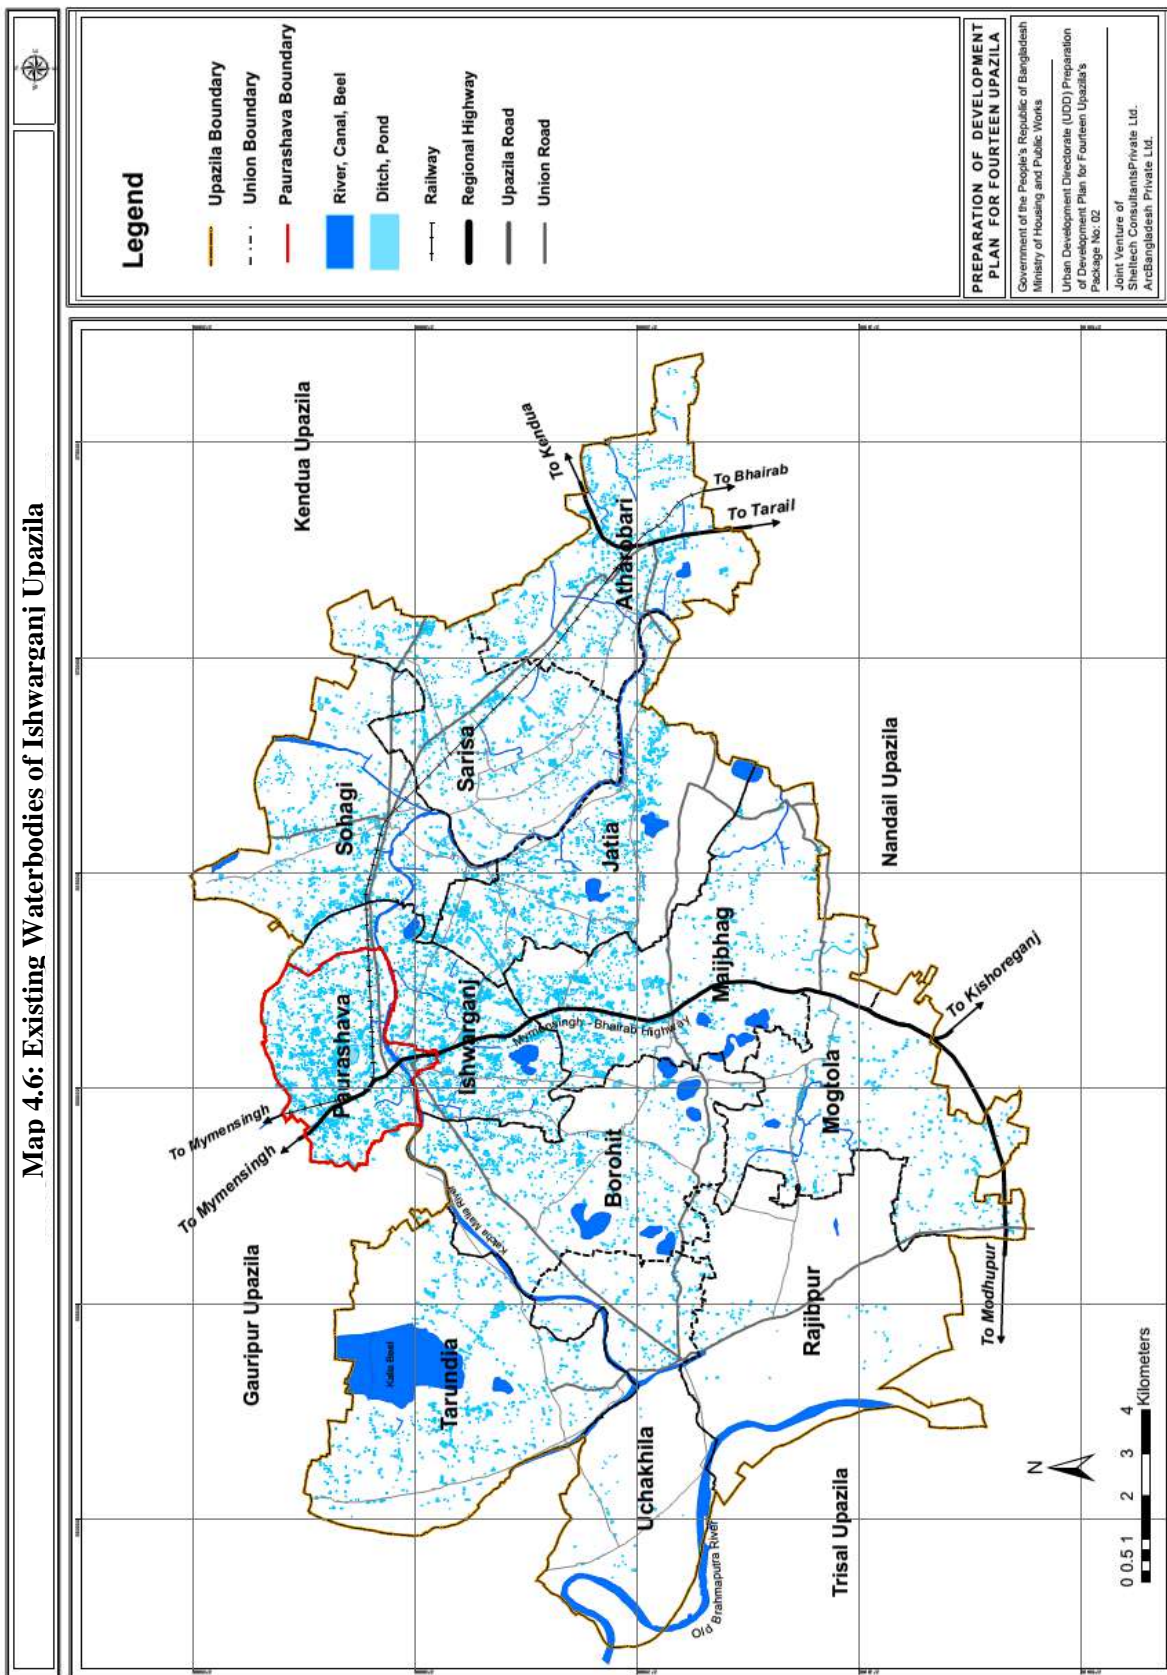 Map 4.6: Existing Waterbodies of Ishwarganj Upazila
Kendua Upazila
Gauripur Upazila
Nandail Upazila
Trisal Upazila
To Mymensingh
To Mymensingh
To Kendua
To Bhairab
To Tarail
To Kishoreganj
To Modhupur
Paurashava
Sohagi
Sarisa
Atharobari
Jatia
Ishwarganj
Maijbhag
Mogtola
Borohit
Rajibpur
Tarundia
Uchakhila
Mymensingh - Bhairab Highway
Katcha Matia River
Old Brahmaputra River
N
0 0.5 1 2 3 4
Kilometers
Legend
Upazila Boundary
Union Boundary
Paurashava Boundary
River, Canal, Beel
Ditch, Pond
Railway
Regional Highway
Upazila Road
Union Road
PREPARATION OF DEVELOPMENT
PLAN FOR FOURTEEN UPAZILA
Government of the People's Republic of Bangladesh
Ministry of Housing and Public Works
Urban Development Directorate (UDD) Preparation
of Development Plan for Fourteen Upazila's
Package No: 02
Joint Venture of
Sheltech ConsultantsPrivate Ltd.
ArcBangladesh Private Ltd.